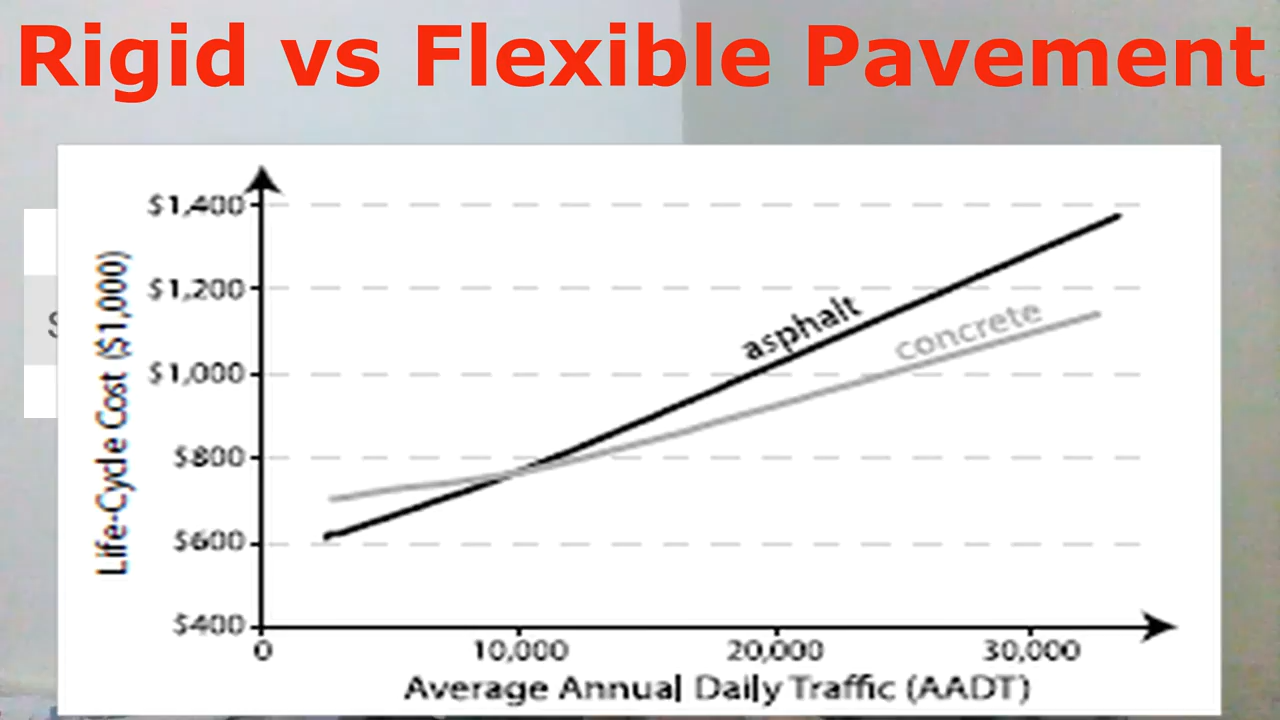 Rigid vs Flexible Pavement
$1,400
$1,200
$1,000
$800
$600
$400
Life-Cycle Cost ($1,000)
asphalt
concrete
0
10,000
20,000
30,000
Average Annual Daily Traffic (AADT)